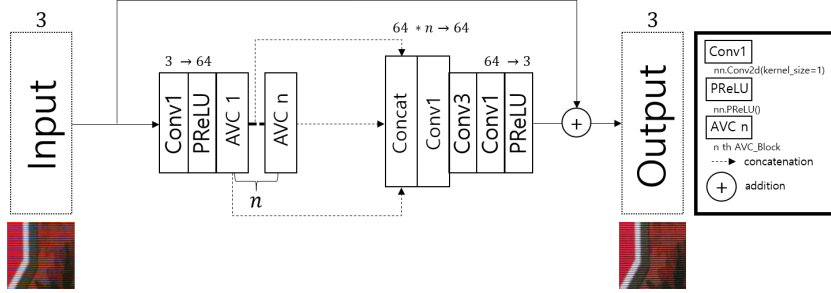 3
Input
3 → 64
Conv1
PReLU
AVC 1
AVC n
n
64 * n → 64
Concat
Conv1
64 → 3
Conv3
Conv1
PReLU
+
3
Output
Conv1
nn.Conv2d(kernel_size=1)
PReLU
nn.PReLU()
AVC n
n th AVC_Block
concatenation
+
addition